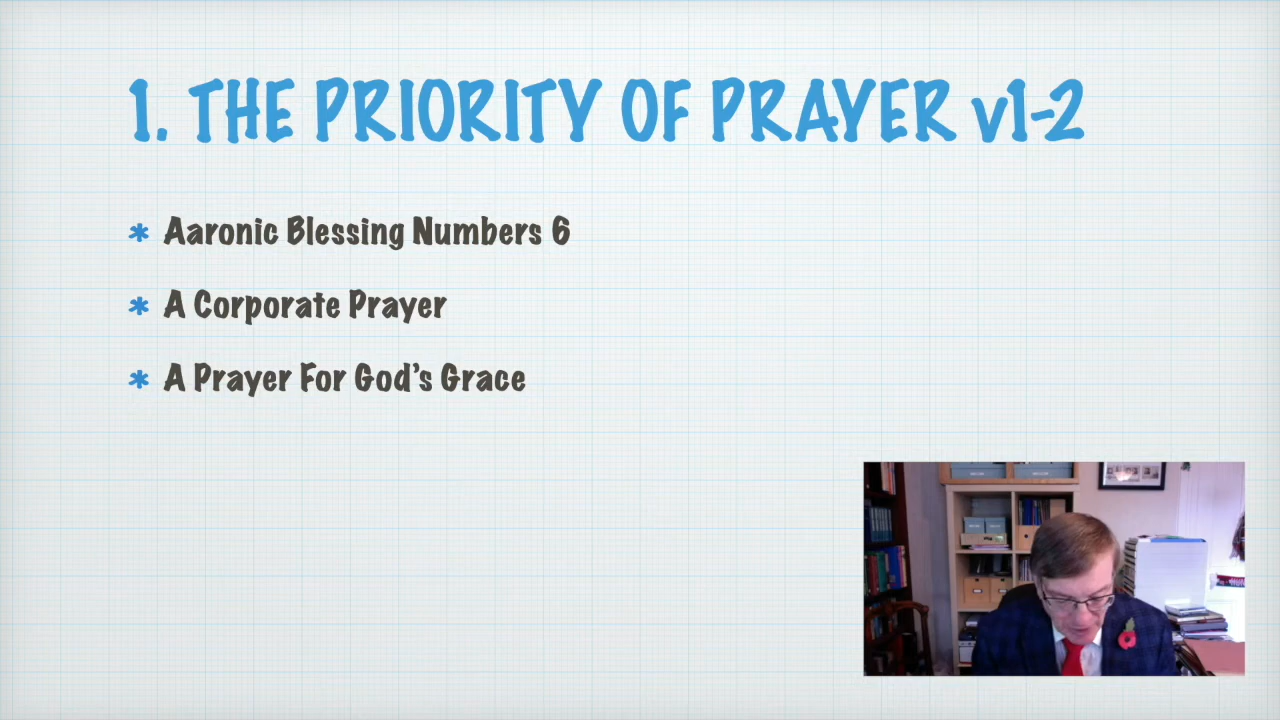 1. THE PRIORITY OF PRAYER v1-2
* Aaronic Blessing Numbers 6
* A Corporate Prayer
* A Prayer For God's Grace